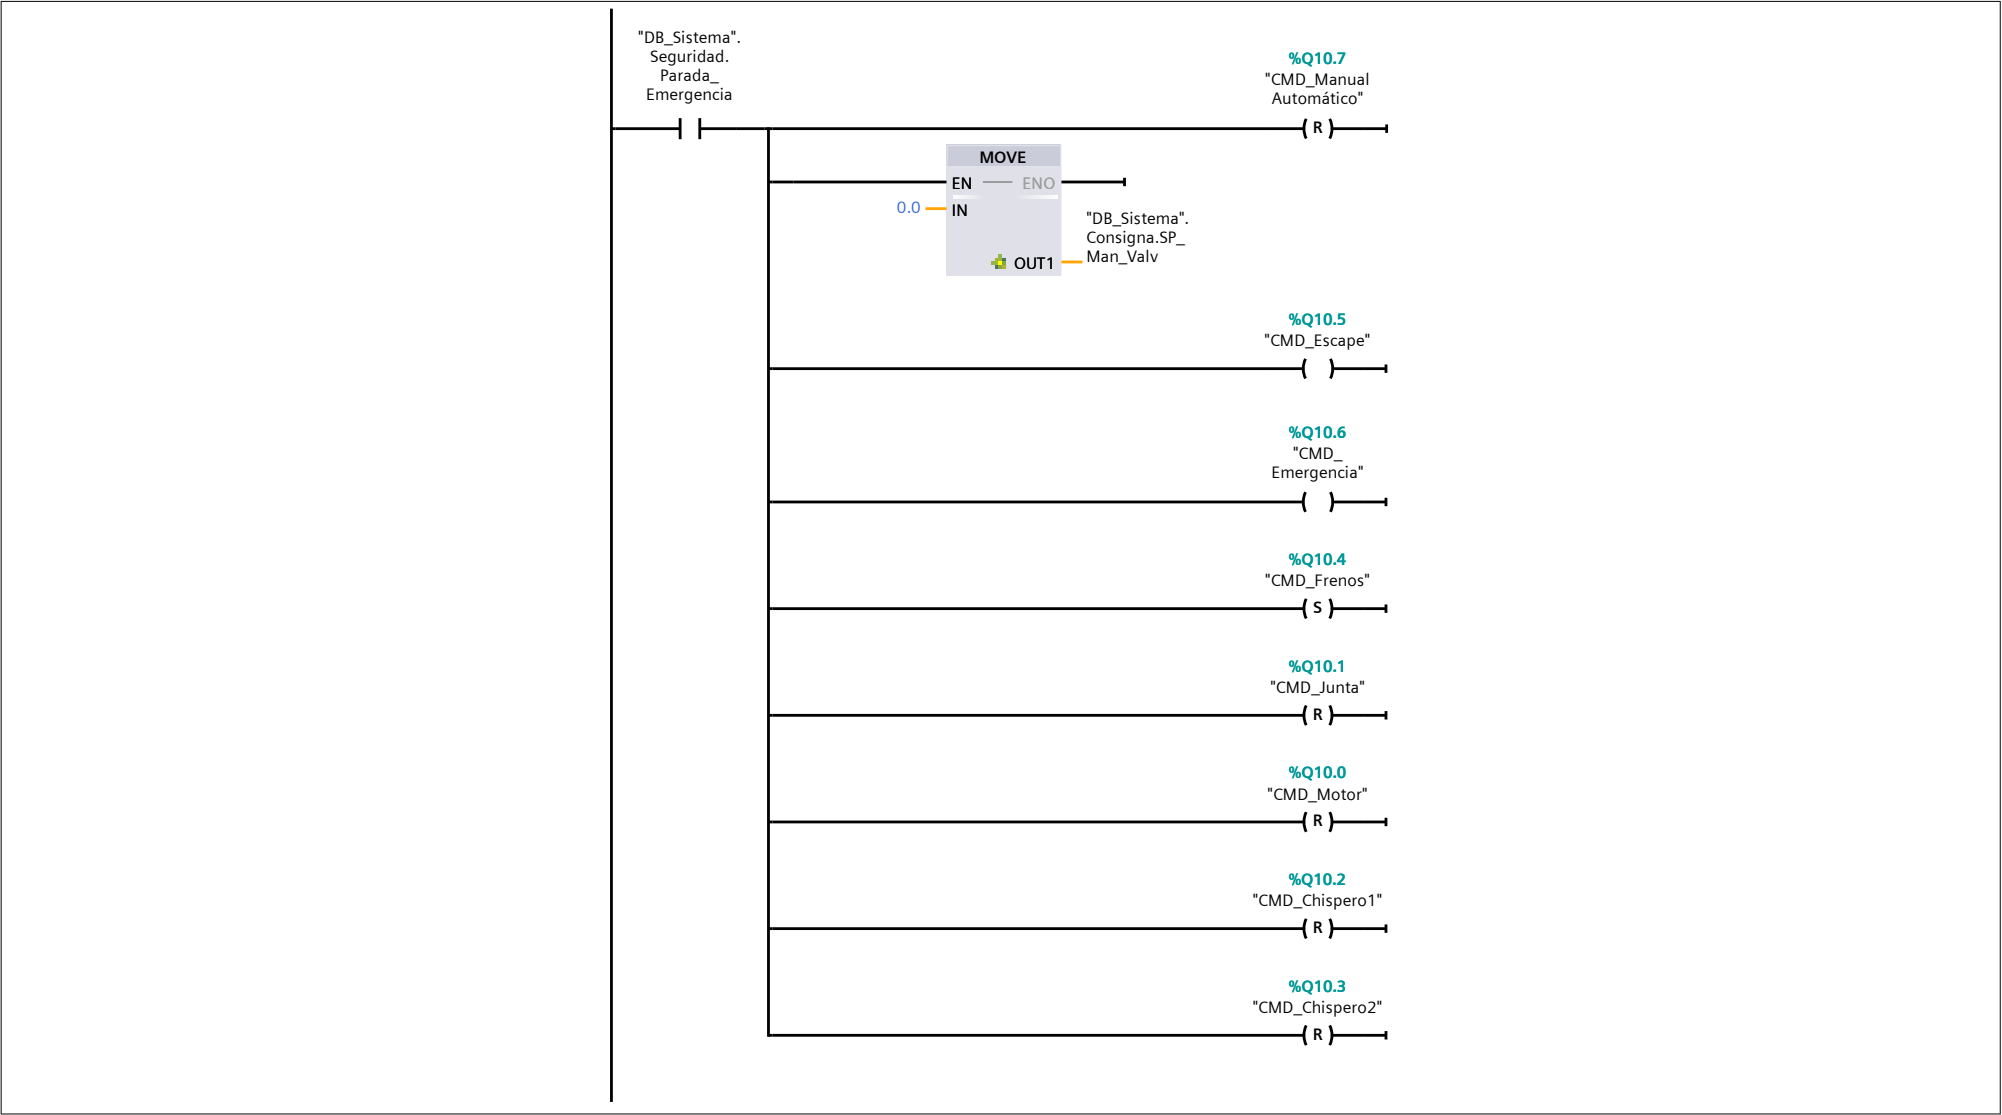 "DB_Sistema".
Seguridad.
Parada_
Emergencia
%Q10.7
"CMD_Manual
Automático"
R
MOVE
EN ENO
0.0 IN
OUT1
"DB_Sistema".
Consigna.SP_
Man_Valv
%Q10.5
"CMD_Escape"
%Q10.6
"CMD_
Emergencia"
%Q10.4
"CMD_Frenos"
S
%Q10.1
"CMD_Junta"
R
%Q10.0
"CMD_Motor"
R
%Q10.2
"CMD_Chispero1"
R
%Q10.3
"CMD_Chispero2"
R